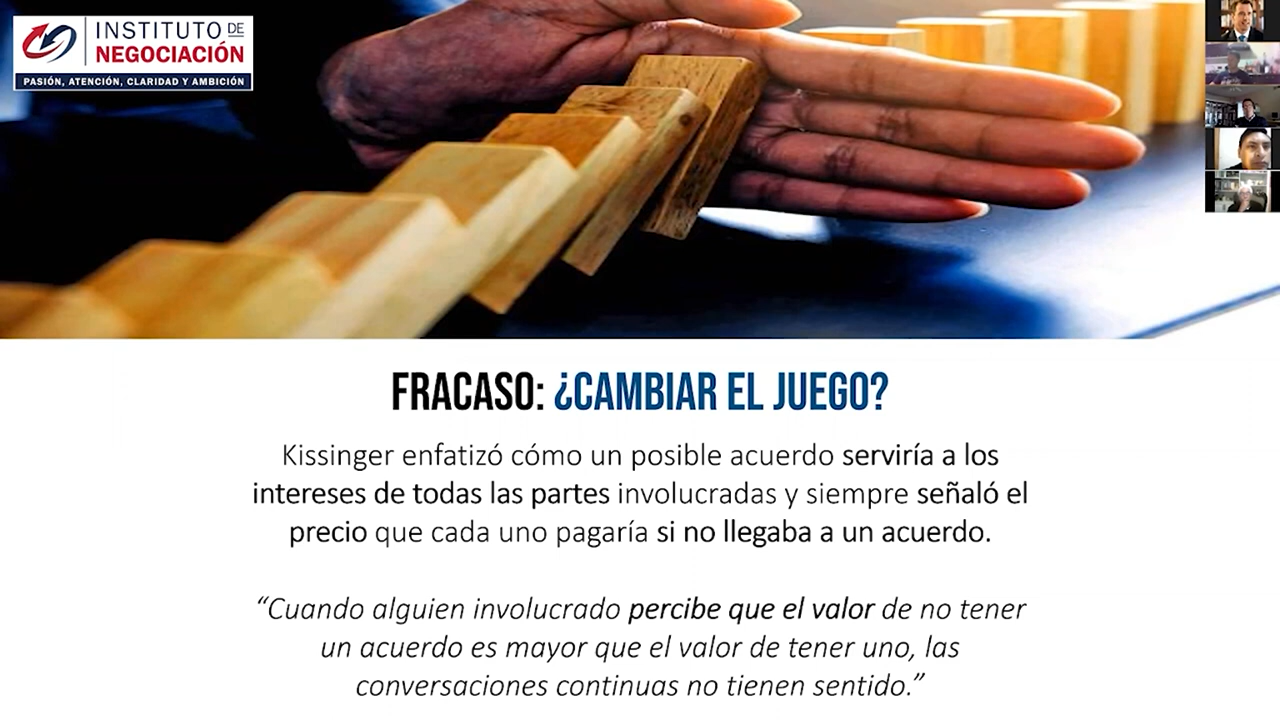 INSTITUTO DE
NEGOCIACIÓN
PASIÓN, ATENCIÓN, CLARIDAD Y AMBICIÓN
FRACASO: ¿CAMBIAR EL JUEGO?
Kissinger enfatizó cómo un posible acuerdo serviría a los
intereses de todas las partes involucradas y siempre señaló el
precio que cada uno pagaría si no llegaba a un acuerdo.
“Cuando alguien involucrado percibe que el valor de no tener
un acuerdo es mayor que el valor de tener uno, las
conversaciones continuas no tienen sentido.”